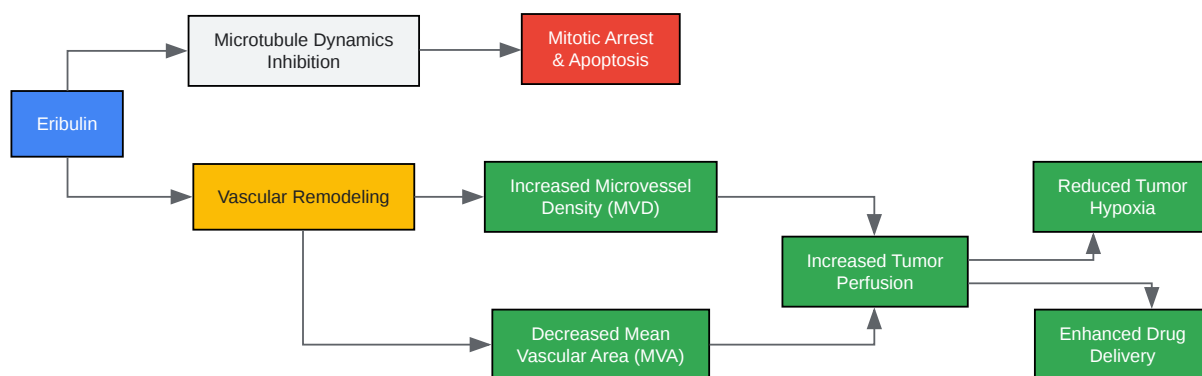 Microtubule Dynamics
Inhibition
Mitotic Arrest
& Apoptosis
Eribulin
Vascular Remodeling
Increased Microvessel
Density (MVD)
Reduced Tumor
Hypoxia
Increased Tumor
Perfusion
Decreased Mean
Vascular Area (MVA)
Enhanced Drug
Delivery